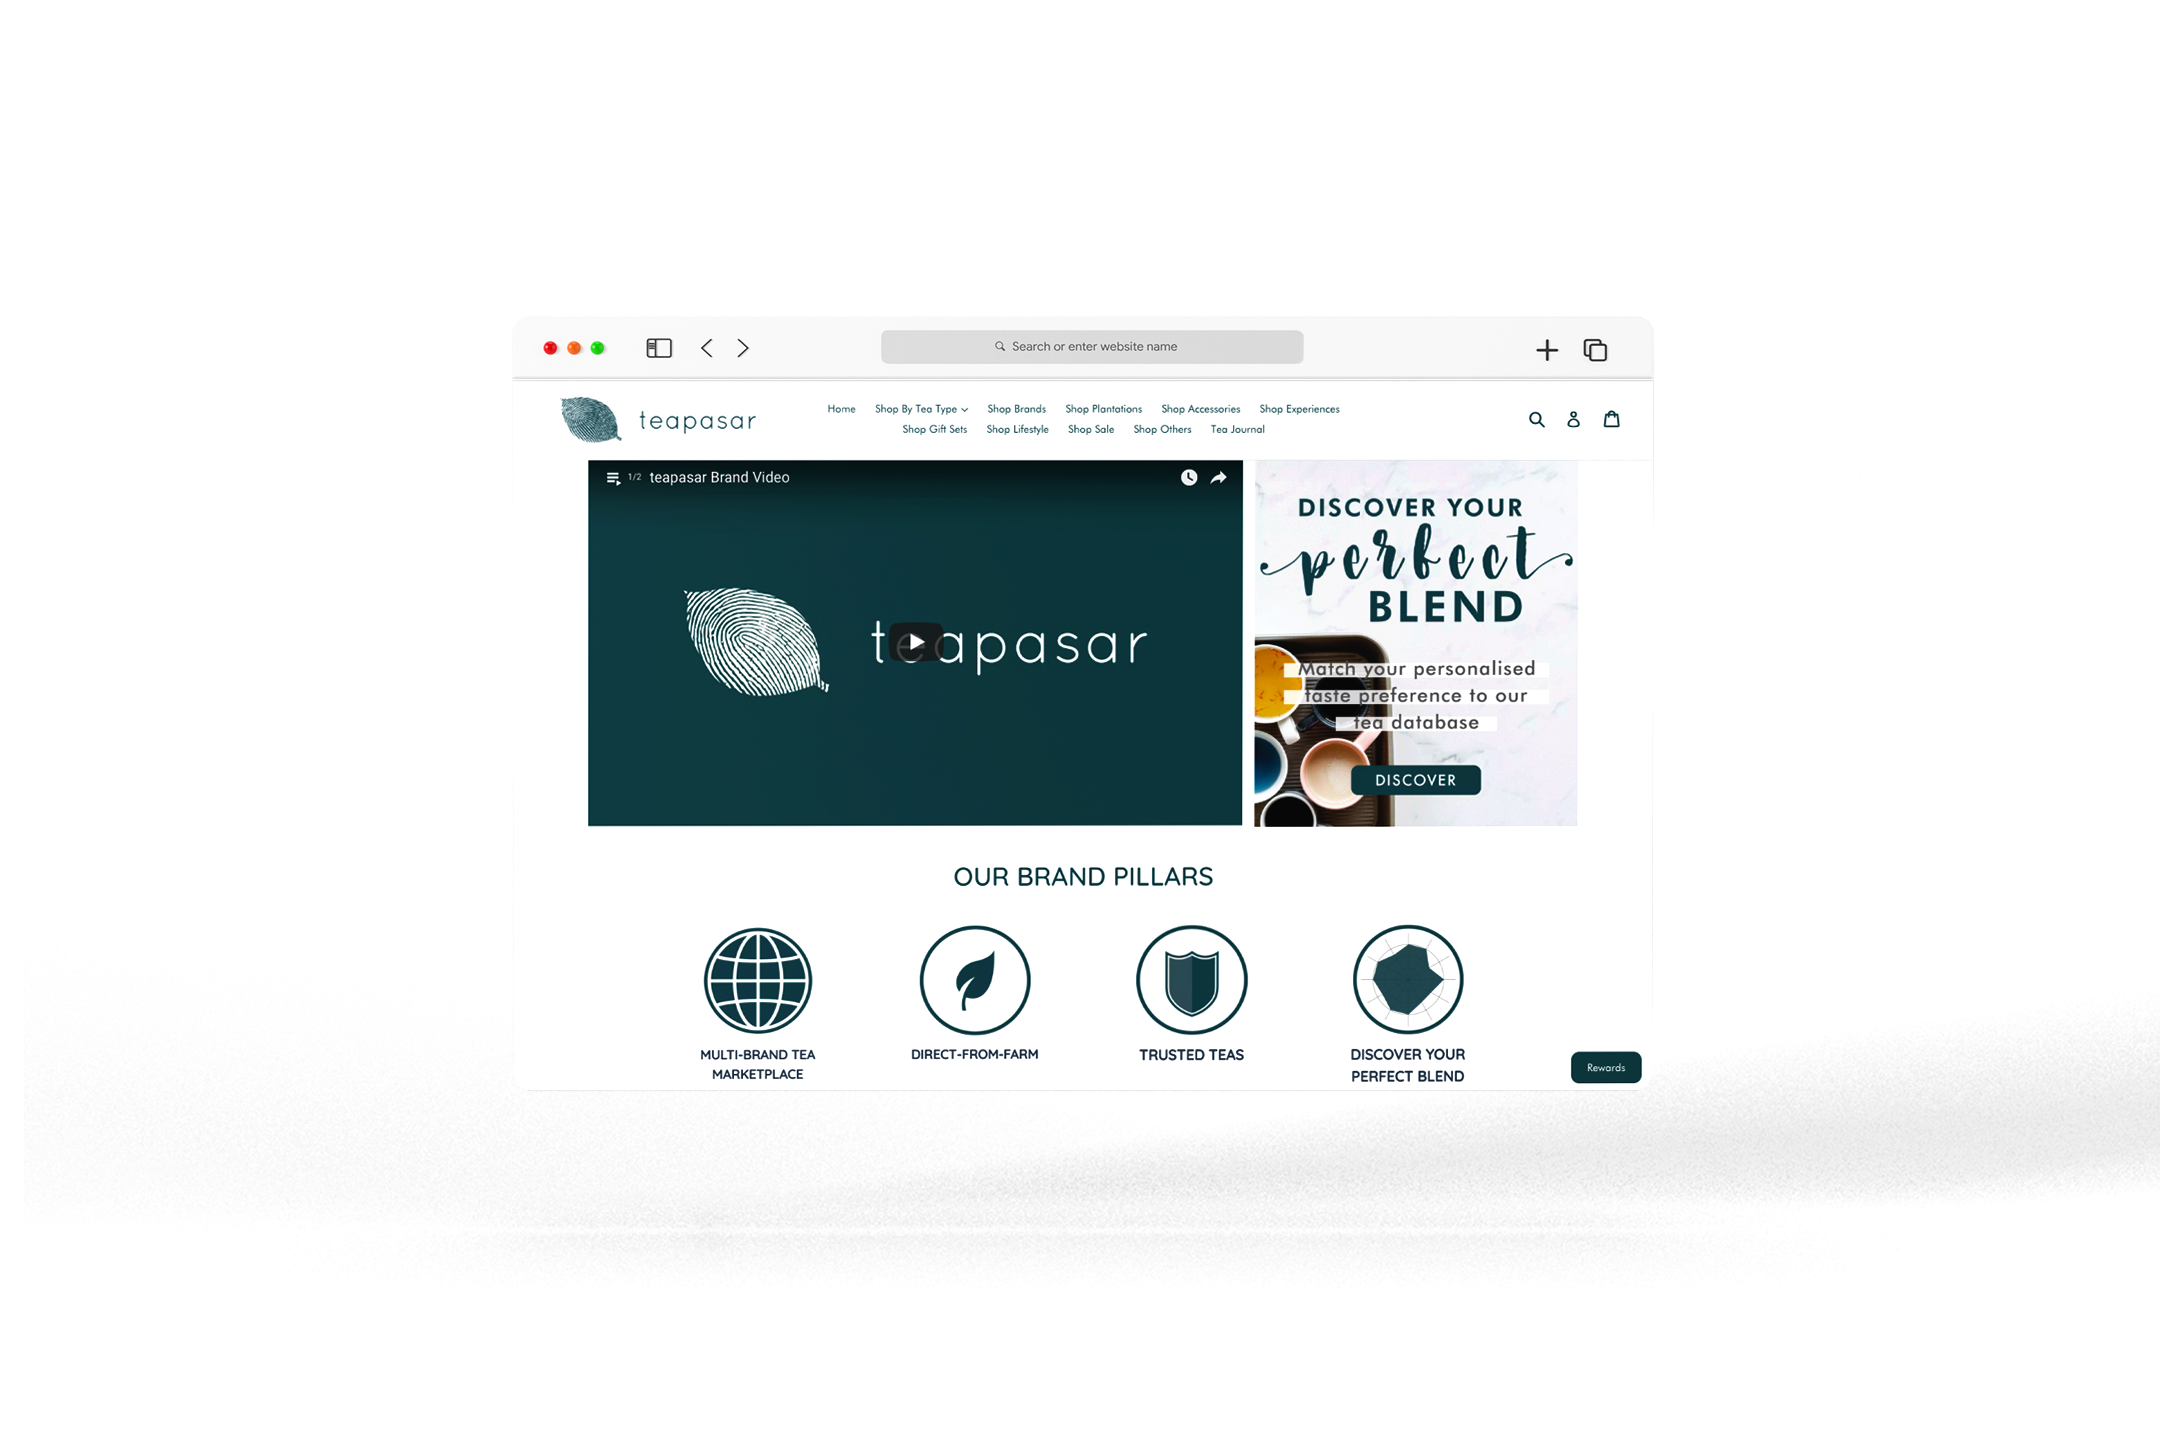 Search or enter website name
teapasar
Home Shop By Tea Type Shop Brands Shop Plantations Shop Accessories Shop Experiences
Shop Gift Sets Shop Lifestyle Shop Sale Shop Others Tea Journal
1/2 teapasar Brand Video
teapasar
DISCOVER YOUR
perfect
BLEND
Match your personalised
taste preference to our
tea database
DISCOVER
OUR BRAND PILLARS
MULTI-BRAND TEA
MARKETPLACE
DIRECT-FROM-FARM
TRUSTED TEAS
DISCOVER YOUR
PERFECT BLEND
Rewards